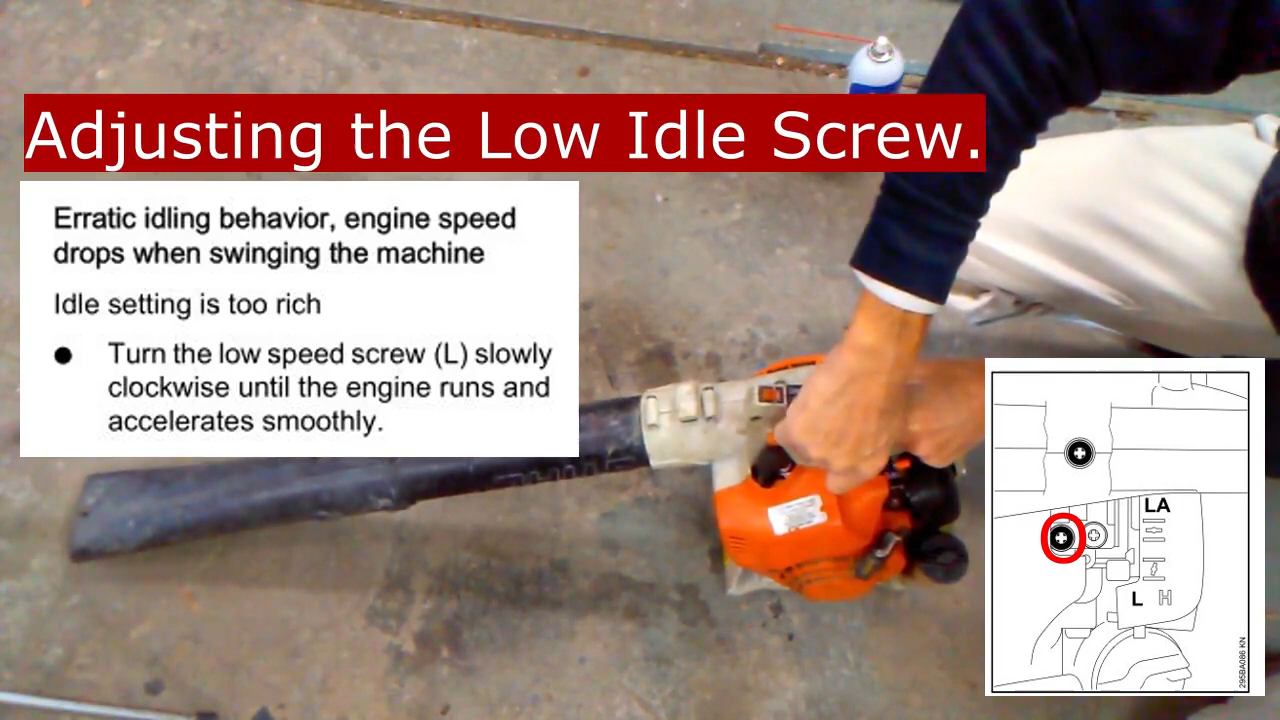 Adjusting the Low Idle Screw.
Erratic idling behavior, engine speed
drops when swinging the machine
Idle setting is too rich
● Turn the low speed screw (L) slowly
clockwise until the engine runs and
accelerates smoothly.
LA
L H
295BA086 KN